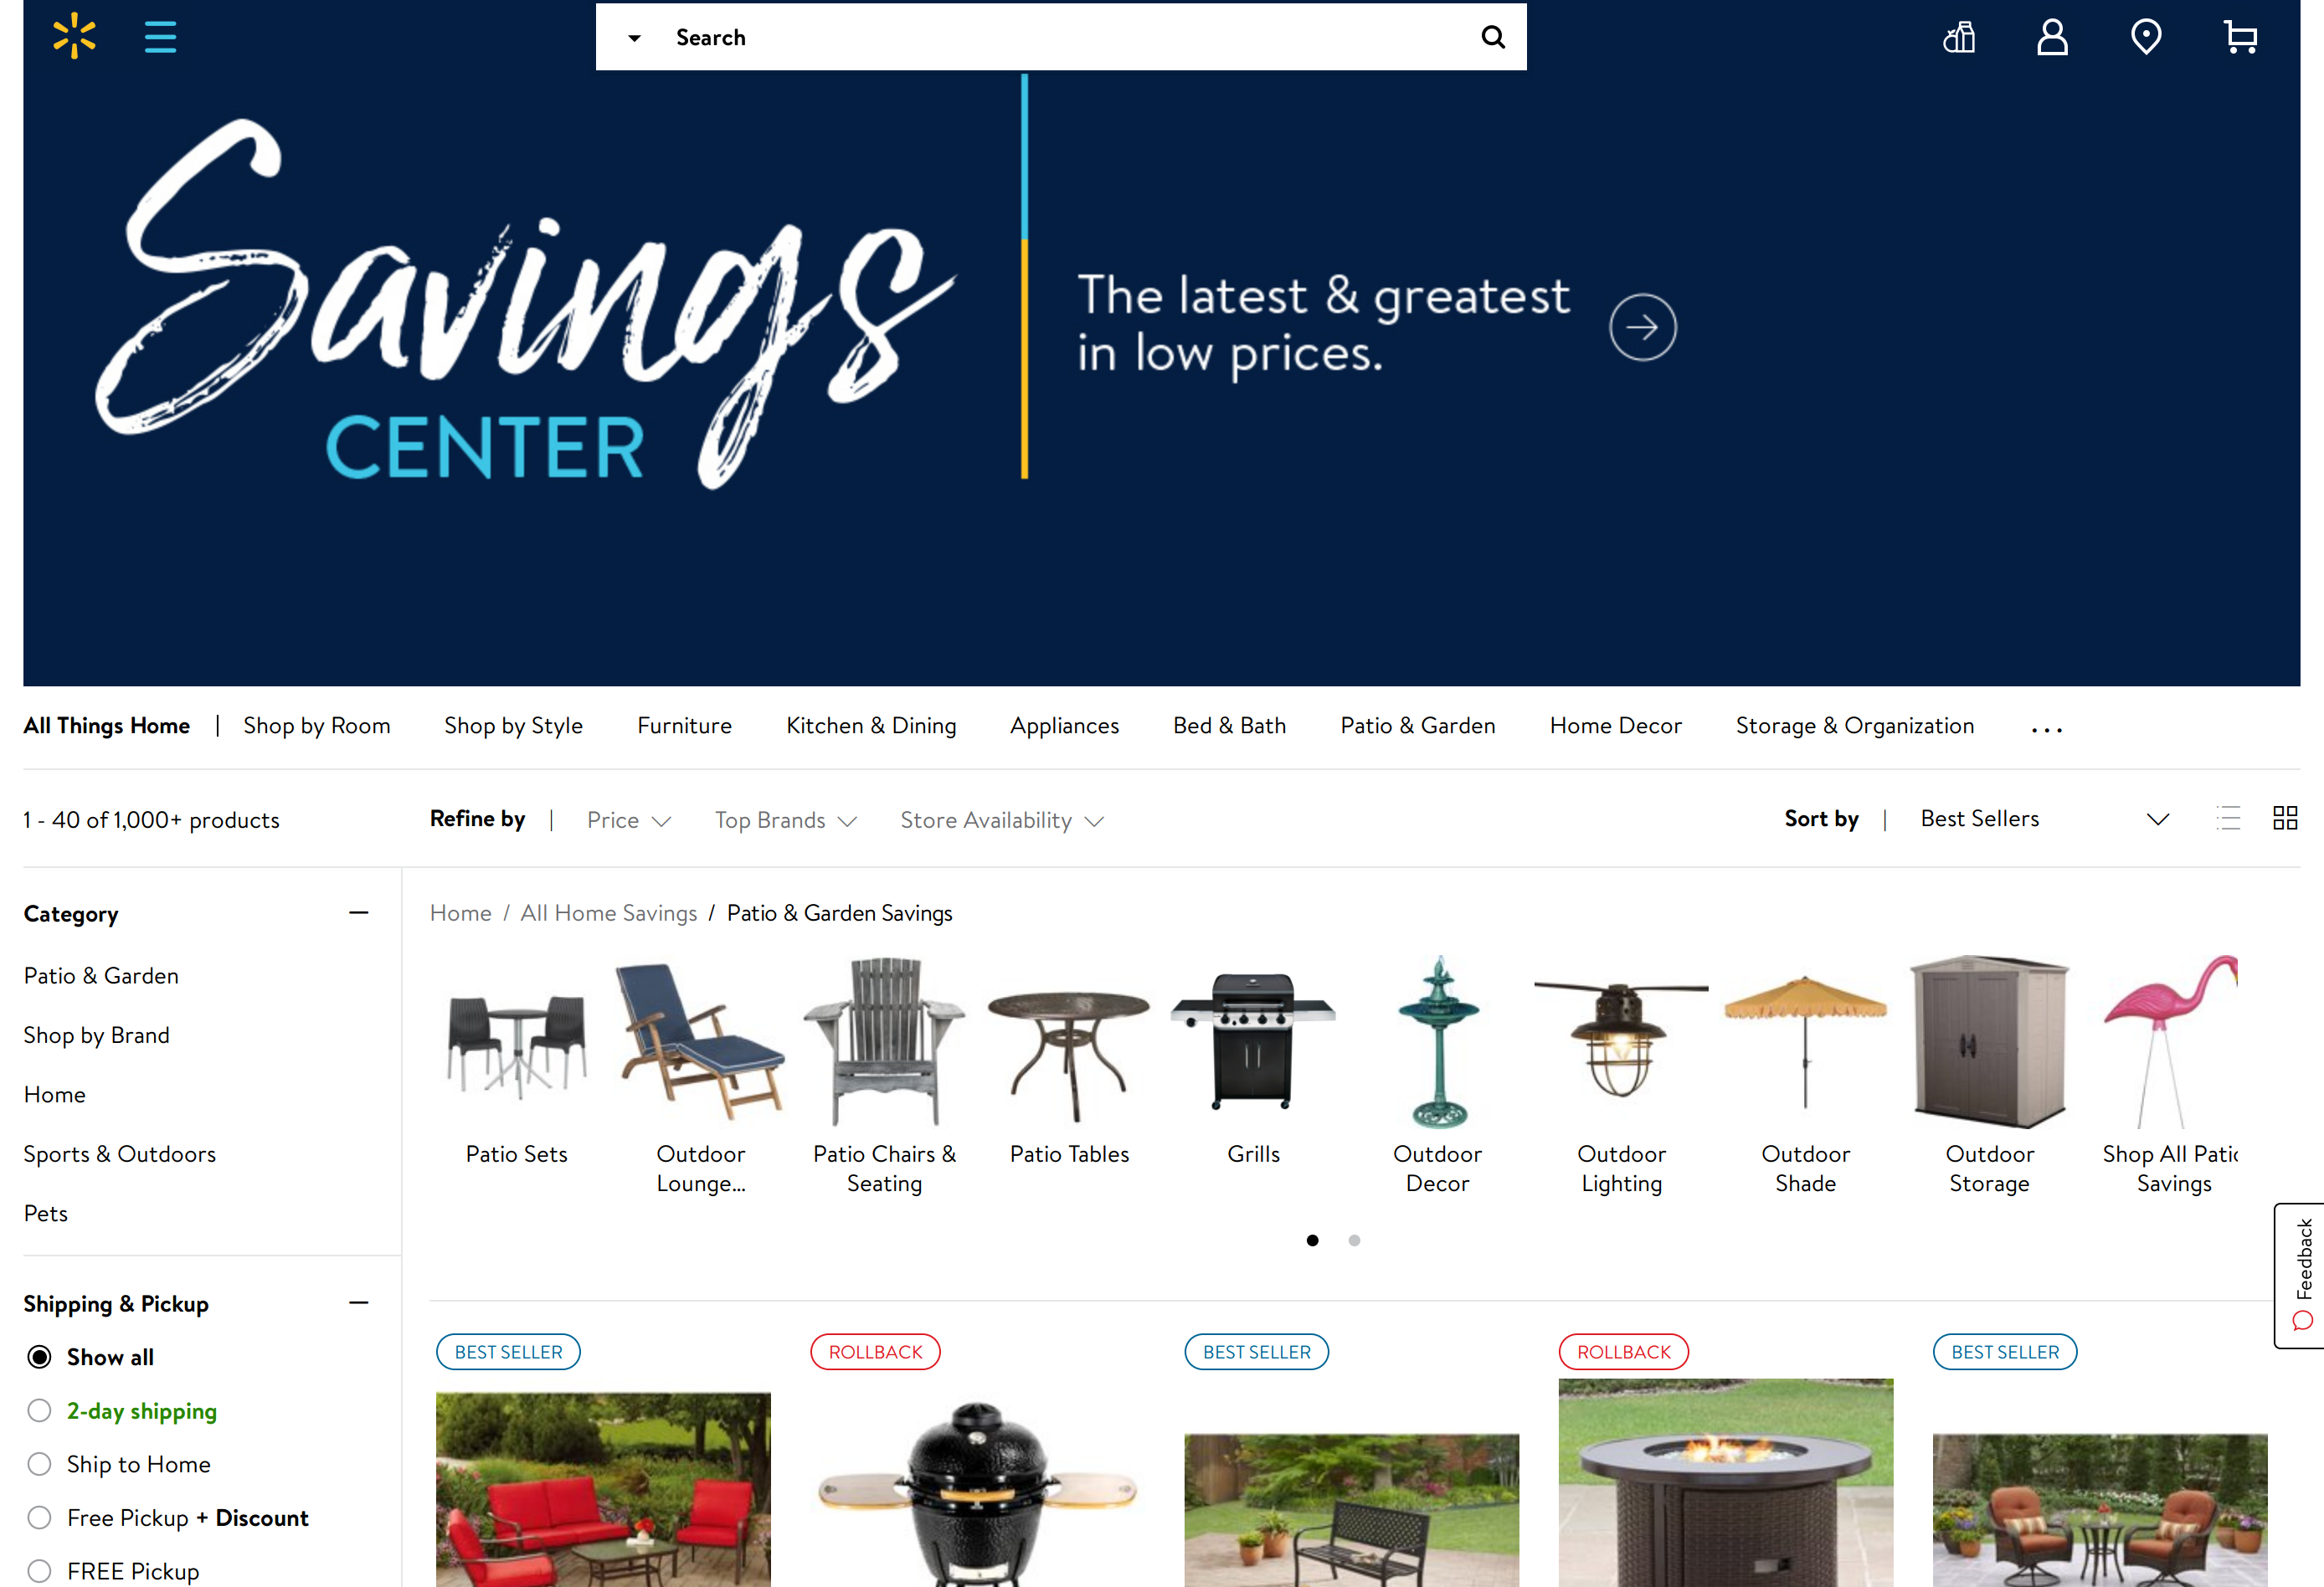 Search
Savings
CENTER
The latest & greatest
in low prices.
All Things Home | Shop by Room Shop by Style Furniture Kitchen & Dining Appliances Bed & Bath Patio & Garden Home Decor Storage & Organization ...
1 - 40 of 1,000+ products Refine by | Price Top Brands Store Availability Sort by | Best Sellers
Category
Patio & Garden
Shop by Brand
Home
Sports & Outdoors
Pets
Shipping & Pickup
Show all
2-day shipping
Ship to Home
Free Pickup + Discount
FREE Pickup
Home / All Home Savings / Patio & Garden Savings
Patio Sets
Outdoor
Lounge...
Patio Chairs &
Seating
Patio Tables
Grills
Outdoor
Decor
Outdoor
Lighting
Outdoor
Shade
Outdoor
Storage
Shop All Patio
Savings
Feedback
BEST SELLER
ROLLBACK
BEST SELLER
ROLLBACK
BEST SELLER